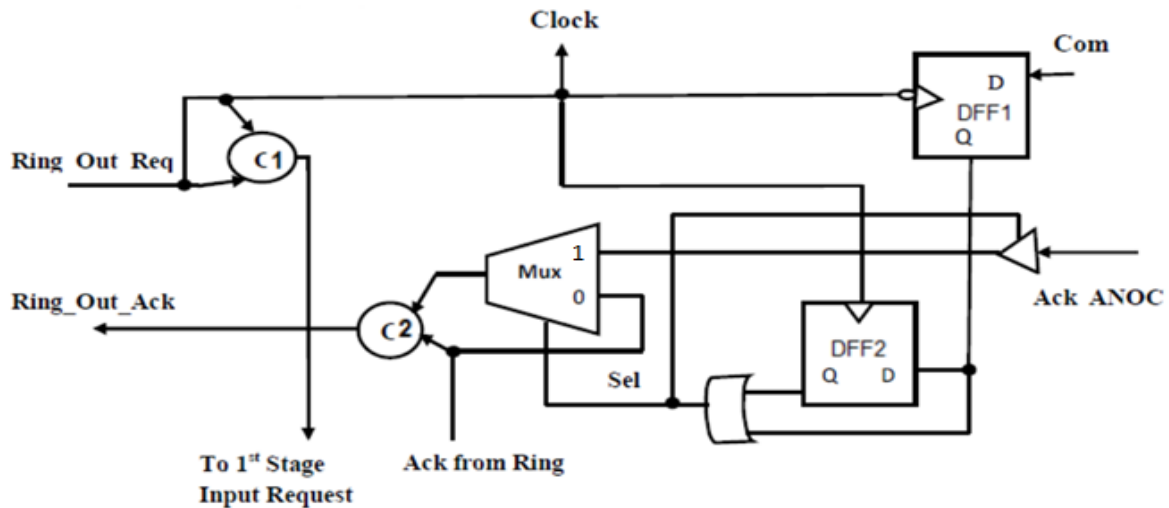 Clock
Com
D
DFF1
Q
Ring Out Req
C1
1
Mux
0
Ack ANOC
Ring_Out_Ack
C2
DFF2
Q D
Sel
To 1st Stage
Input Request
Ack from Ring